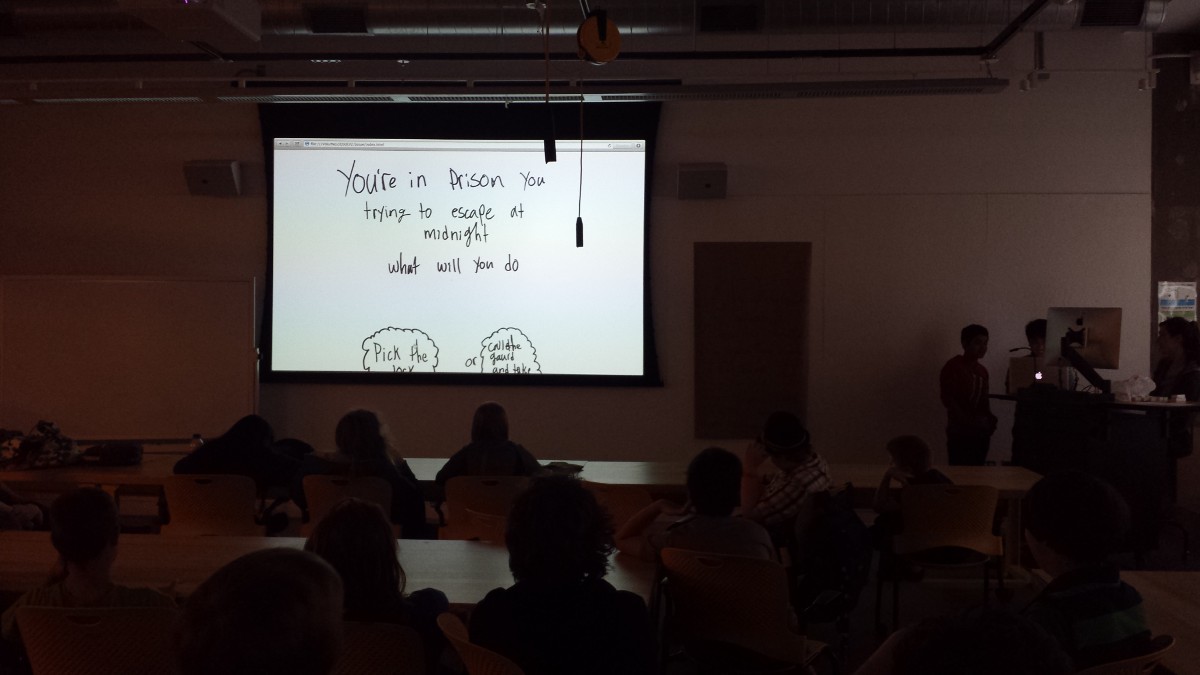 You're in Prison You
trying to escape at
midnight
what will you do
Pick the
lock
or
call the
gaurd
and take